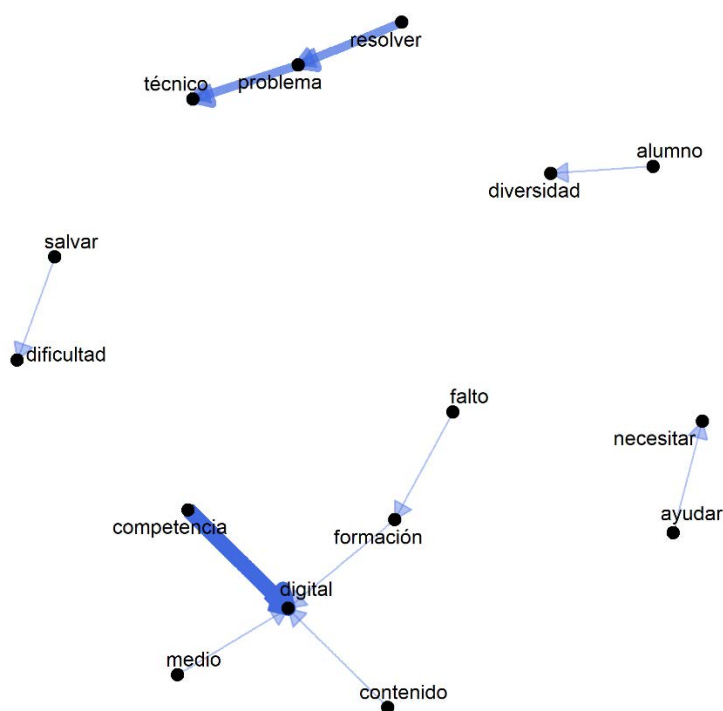 resolver
técnico
problema
alumno
diversidad
salvar
dificultad
falto
necesitar
competencia
formación
ayudar
digital
medio
contenido